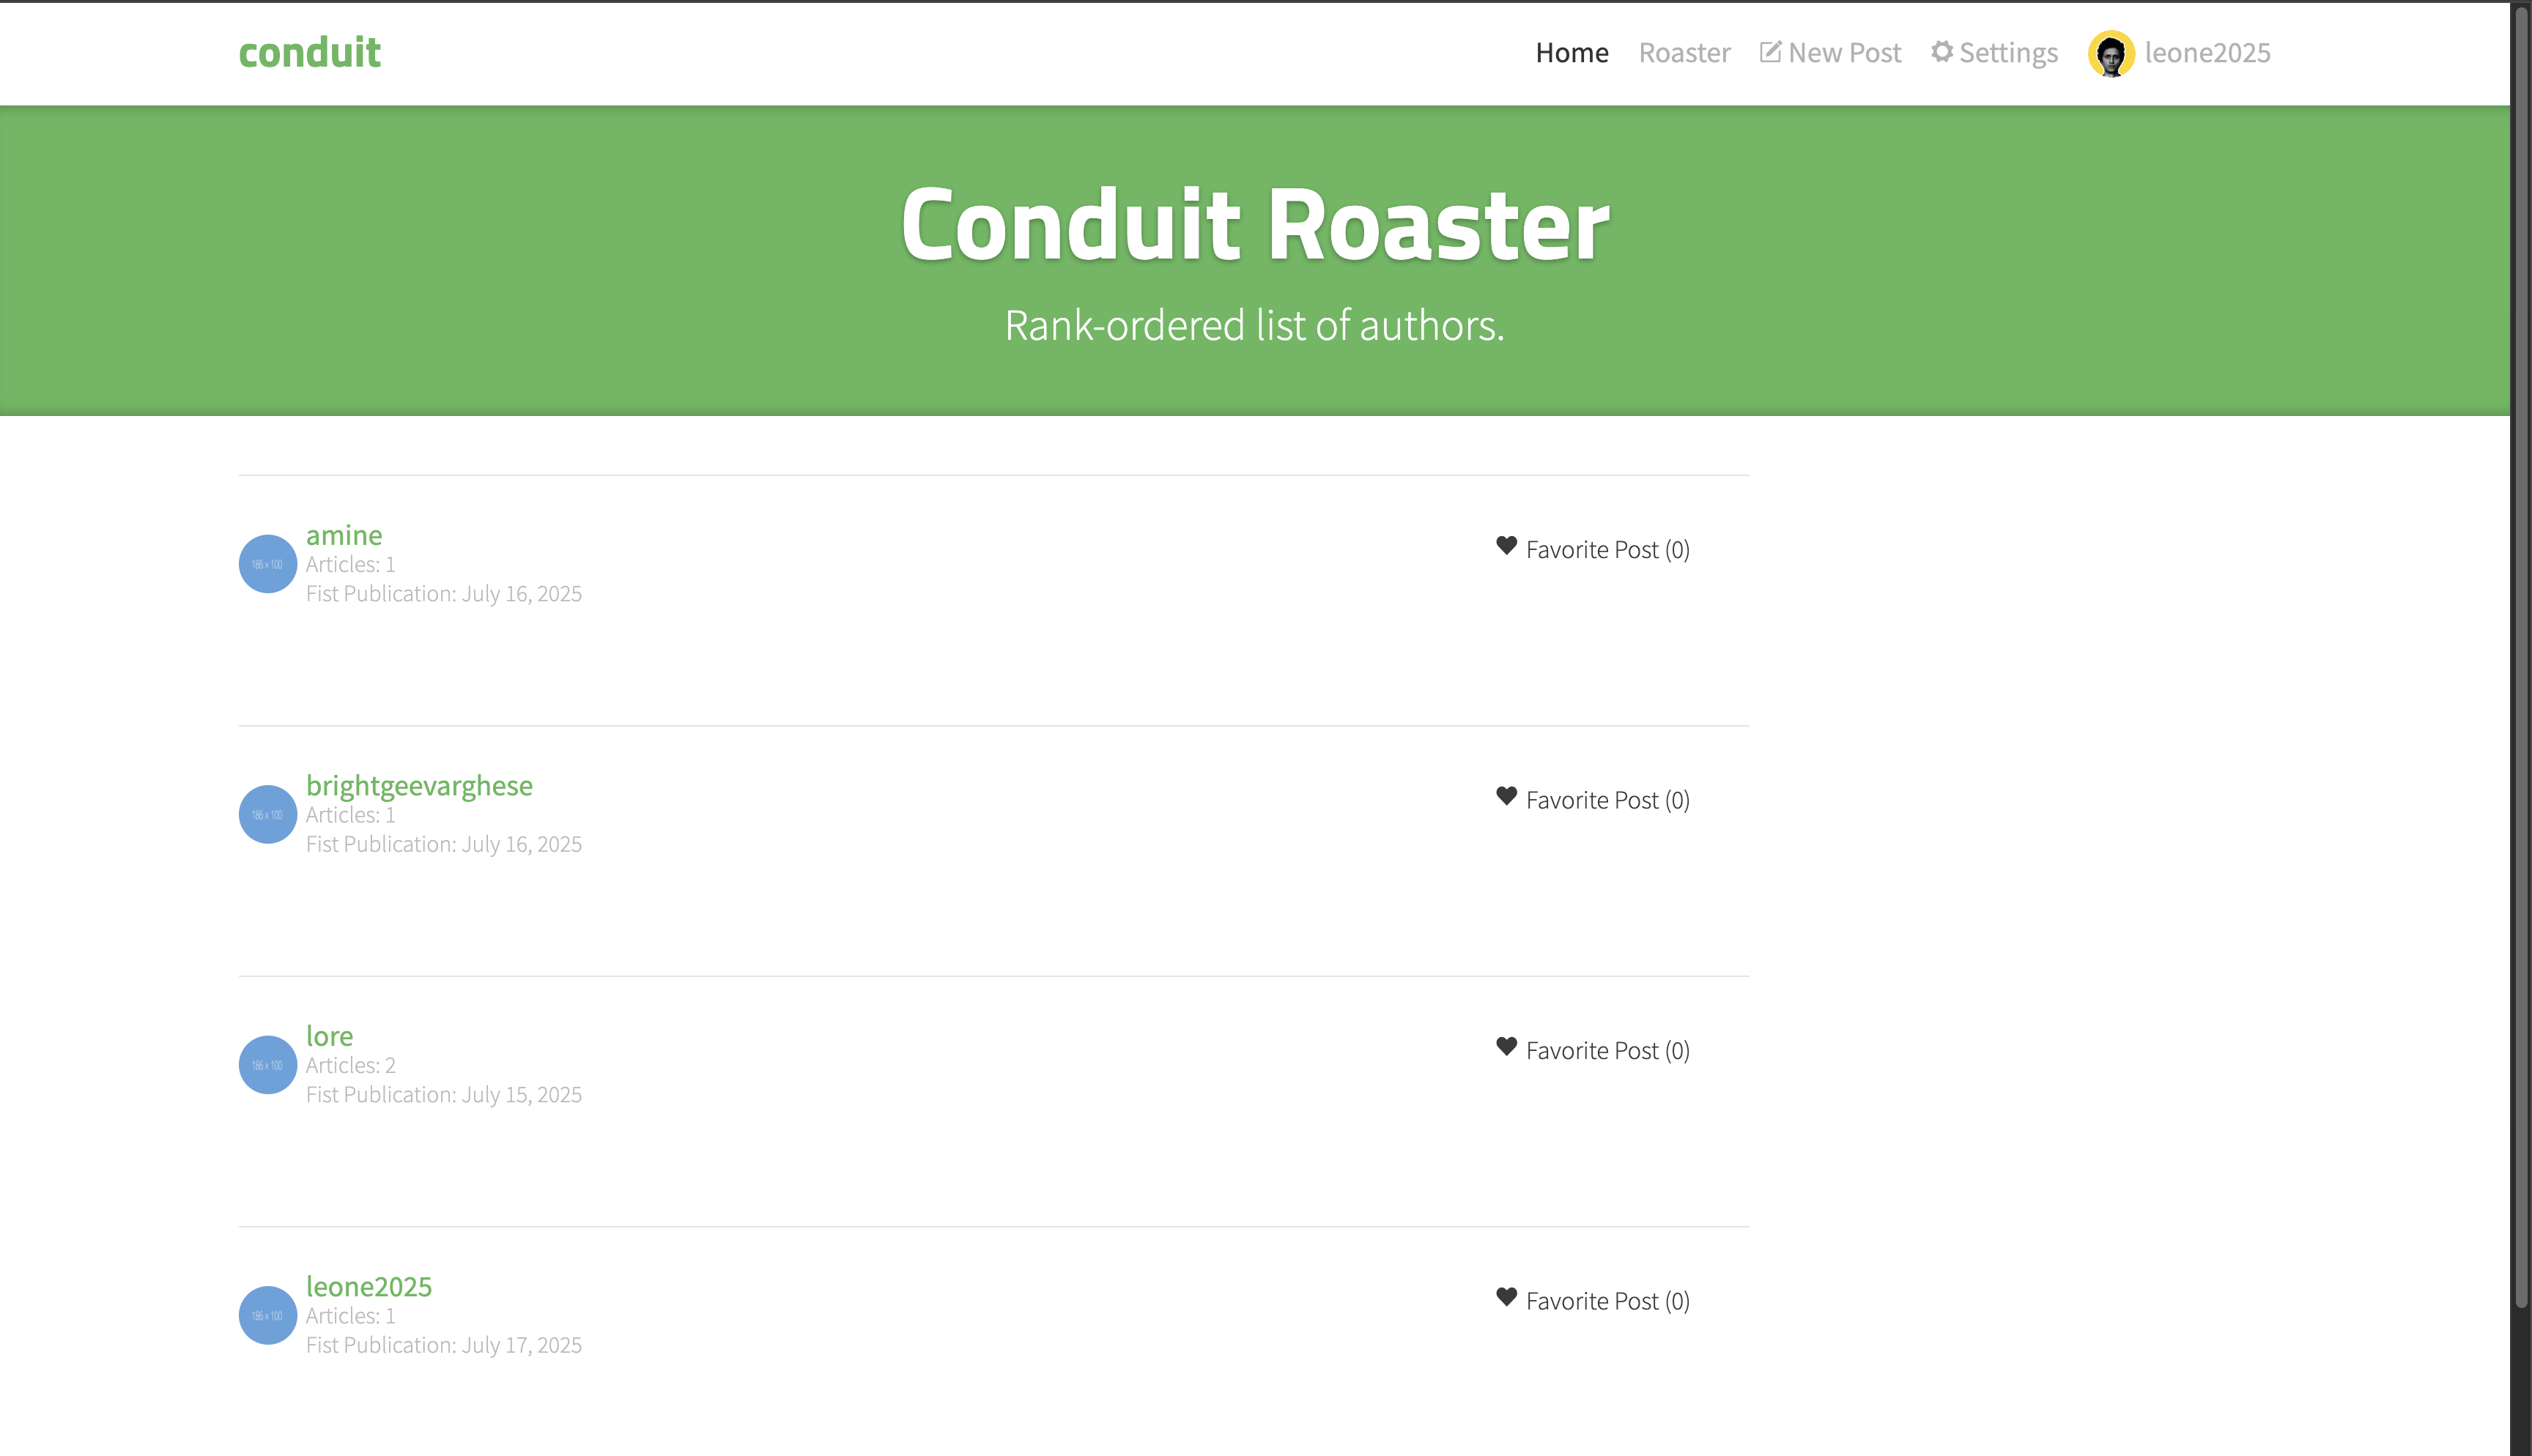 conduit
Home Roaster New Post Settings leone2025
Conduit Roaster
Rank-ordered list of authors.
186 x 100
amine
Articles: 1
Fist Publication: July 16, 2025
Favorite Post (0)
186 x 100
brightgeevarghese
Articles: 1
Fist Publication: July 16, 2025
Favorite Post (0)
186 x 100
lore
Articles: 2
Fist Publication: July 15, 2025
Favorite Post (0)
186 x 100
leone2025
Articles: 1
Fist Publication: July 17, 2025
Favorite Post (0)